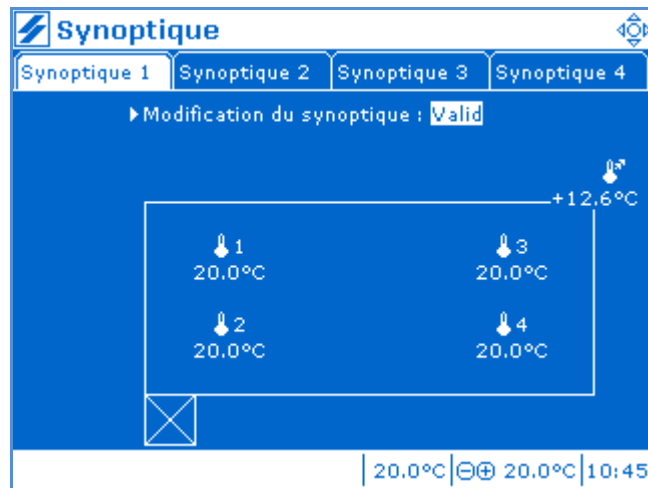 Synoptique
Synoptique 1 Synoptique 2 Synoptique 3 Synoptique 4
Modification du synoptique : Valid
+12.6°C
1 3
20.0°C 20.0°C
2 4
20.0°C 20.0°C
20.0°C 20.0°C 10:45